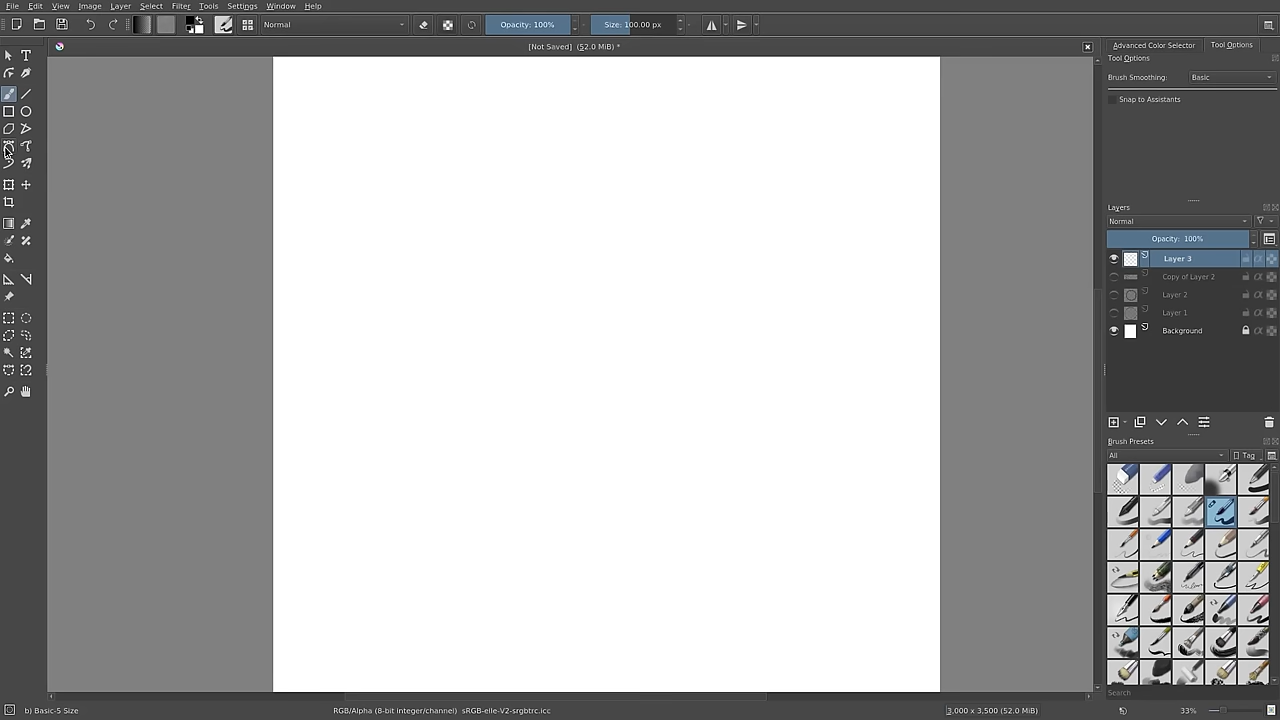 File Edit View Image Layer Select Filter Tools Settings Window Help
Normal Opacity: 100% Size: 100.00 px
[Not Saved] (52.0 MiB) *
Advanced Color Selector Tool Options
Tool Options
Brush Smoothing: Basic
Snap to Assistants
Layers
Normal
Opacity: 100%
Layer 3
Copy of Layer 2
Layer 2
Layer 1
Background
Brush Presets
All Tag
Search
b) Basic-5 Size RGB/Alpha (8-bit integer/channel) sRGB-elle-V2-srgbtrc.icc 3,000 x 3,500 (52.0 MiB) 33%